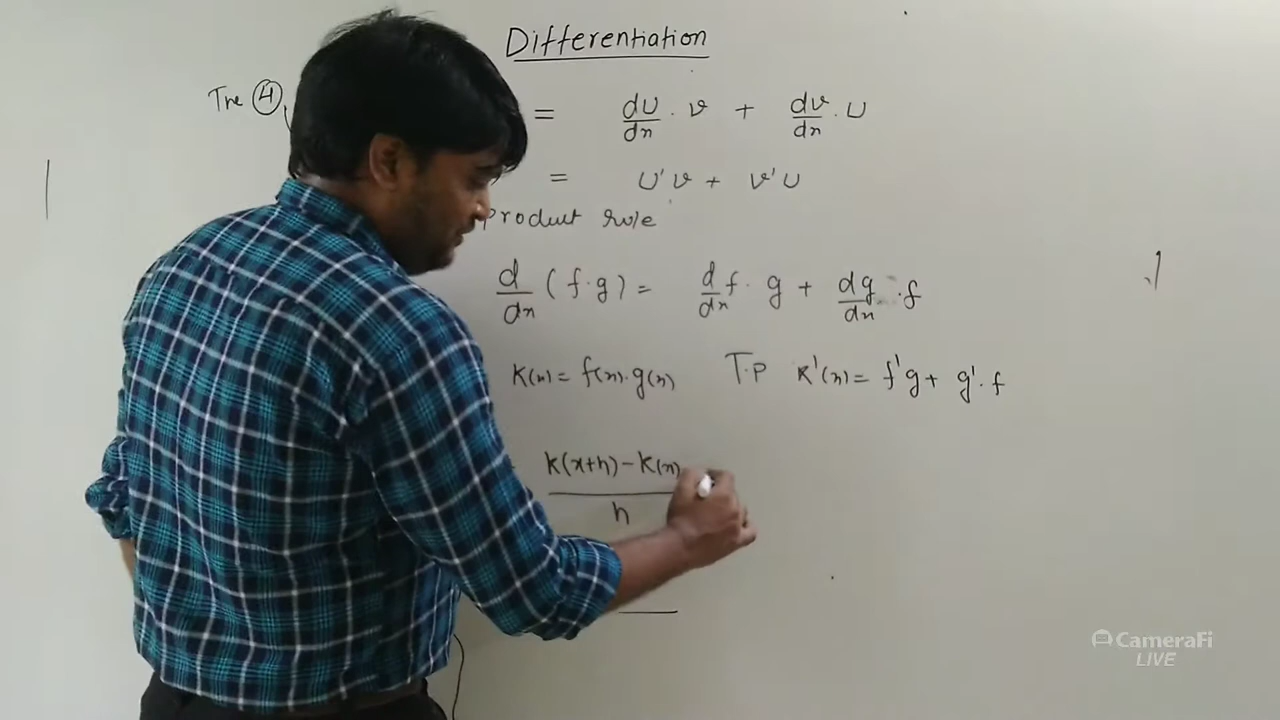 Differentiation
The 4
= du/dx · v + dv/dx · u
= u'v + v'u
product rule
d/dx (f·g) = d/dx f · g + dg/dx · f
K(x) = f(x)·g(x) T.P K'(x) = f'g + g'·f
k(x+h) - k(x)
h
CameraFi
LIVE